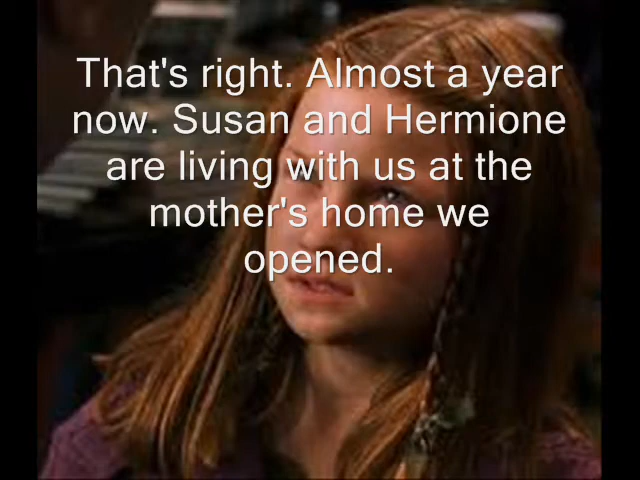 That's right. Almost a year
now. Susan and Hermione
are living with us at the
mother's home we
opened.